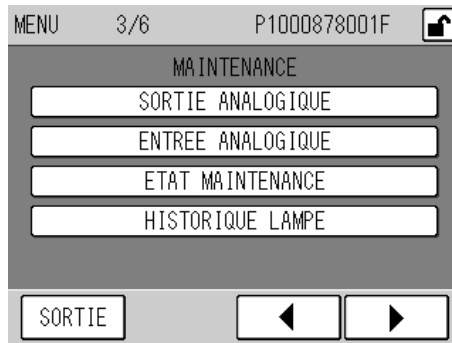 MENU 3/6 P1000878001F
MAINTENANCE
SORTIE ANALOGIQUE
ENTREE ANALOGIQUE
ETAT MAINTENANCE
HISTORIQUE LAMPE
SORTIE